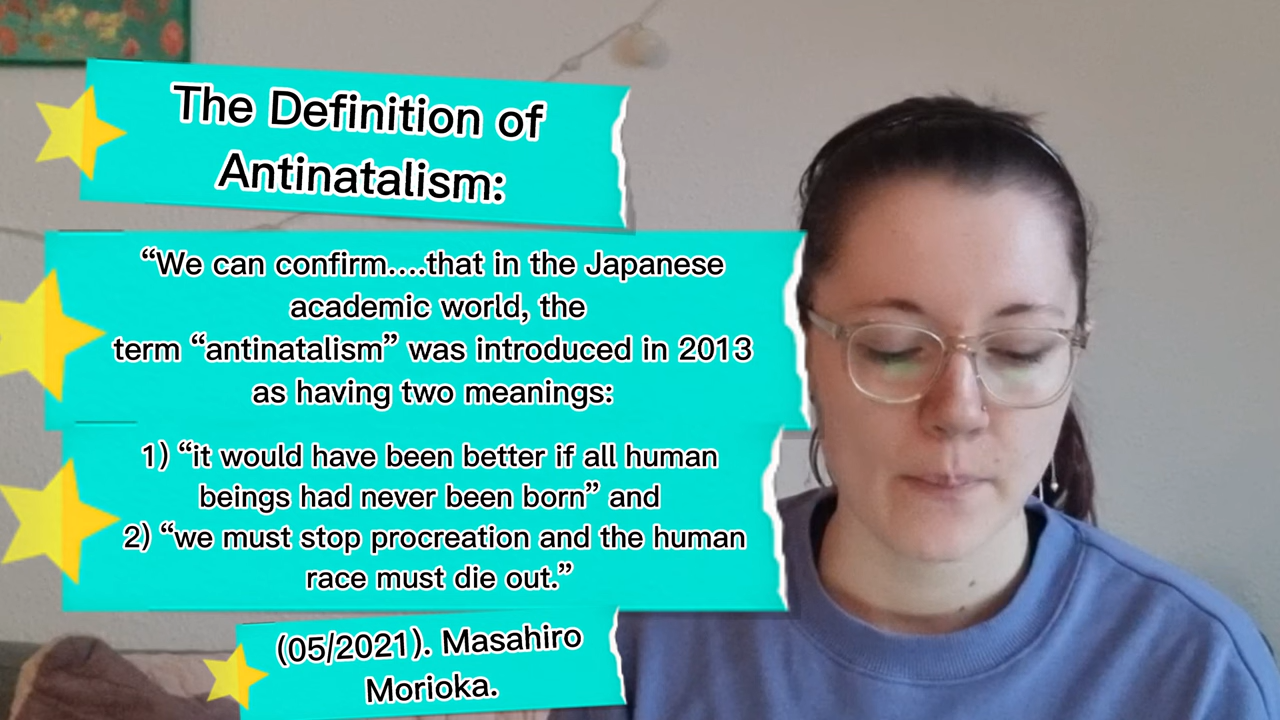 The Definition of
Antinatalism:
“We can confirm....that in the Japanese
academic world, the
term “antinatalism” was introduced in 2013
as having two meanings:
1) “it would have been better if all human
beings had never been born” and
2) “we must stop procreation and the human
race must die out.”
(05/2021). Masahiro
Morioka.